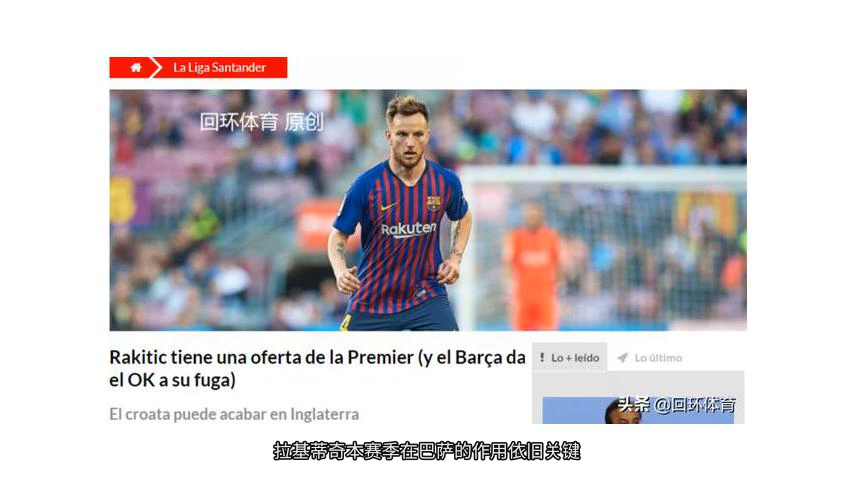 La Liga Santander
回环体育 原创
Rakuten
Rakitic tiene una oferta de la Premier (y el Barça da
el OK a su fuga)
El croata puede acabar en Inglaterra
Lo + leído
Lo último
头条 @回环体育
拉基蒂奇本赛季在巴萨的作用依旧关键